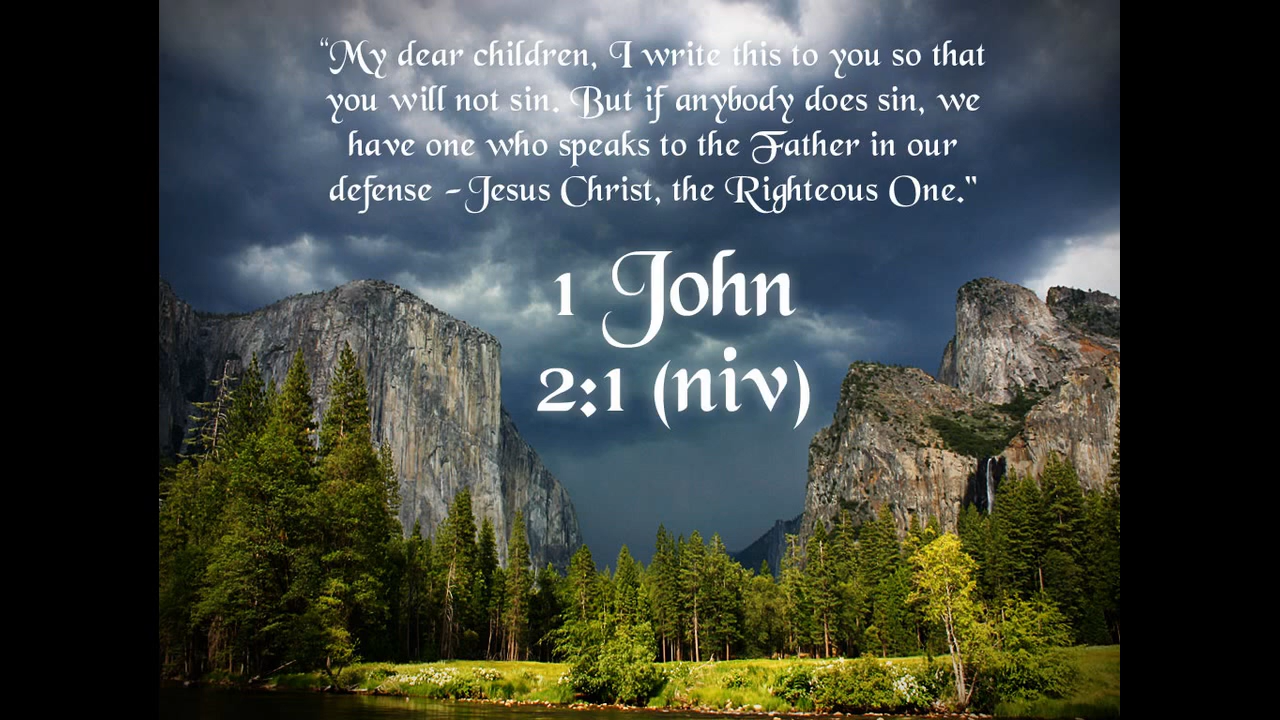 “My dear children, I write this to you so that
you will not sin. But if anybody does sin, we
have one who speaks to the Father in our
defense -Jesus Christ, the Righteous One."
1 John
2:1 (niv)